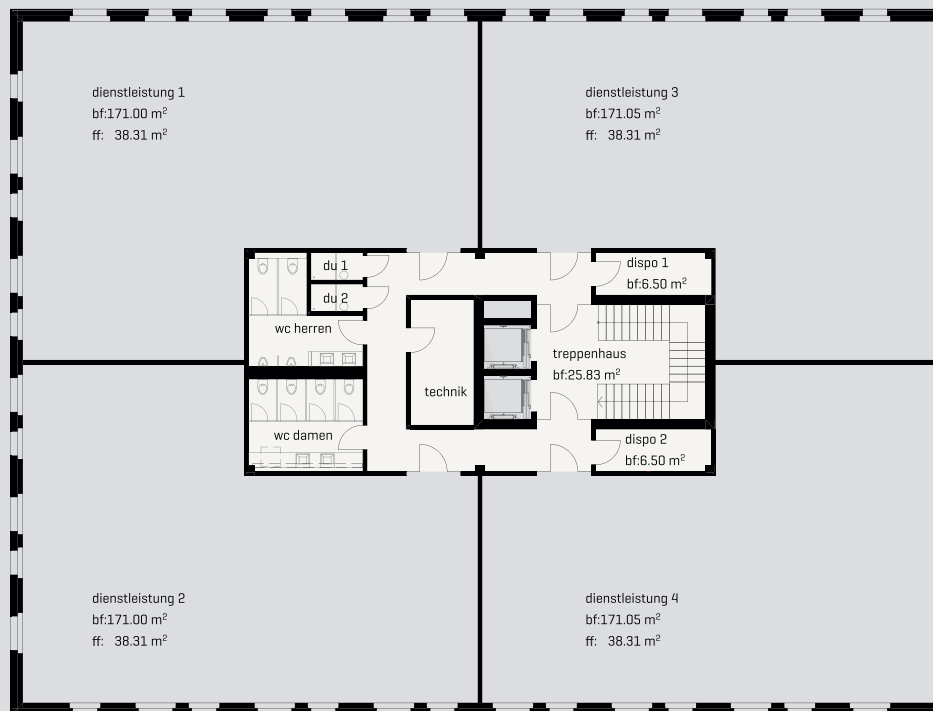 dienstleistung 1
bf:171.00 m²
ff: 38.31 m²
dienstleistung 3
bf:171.05 m²
ff: 38.31 m²
du 1
du 2
wc herren
dispo 1
bf:6.50 m²
treppenhaus
bf:25.83 m²
technik
wc damen
dispo 2
bf:6.50 m²
dienstleistung 2
bf:171.00 m²
ff: 38.31 m²
dienstleistung 4
bf:171.05 m²
ff: 38.31 m²